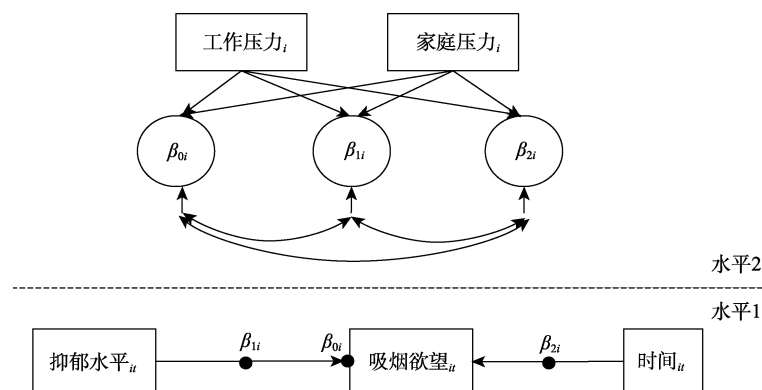 工作压力i 家庭压力i
β0i β1i β2i
水平2
水平1
β1i β0i β2i
抑郁水平it 吸烟欲望it 时间it